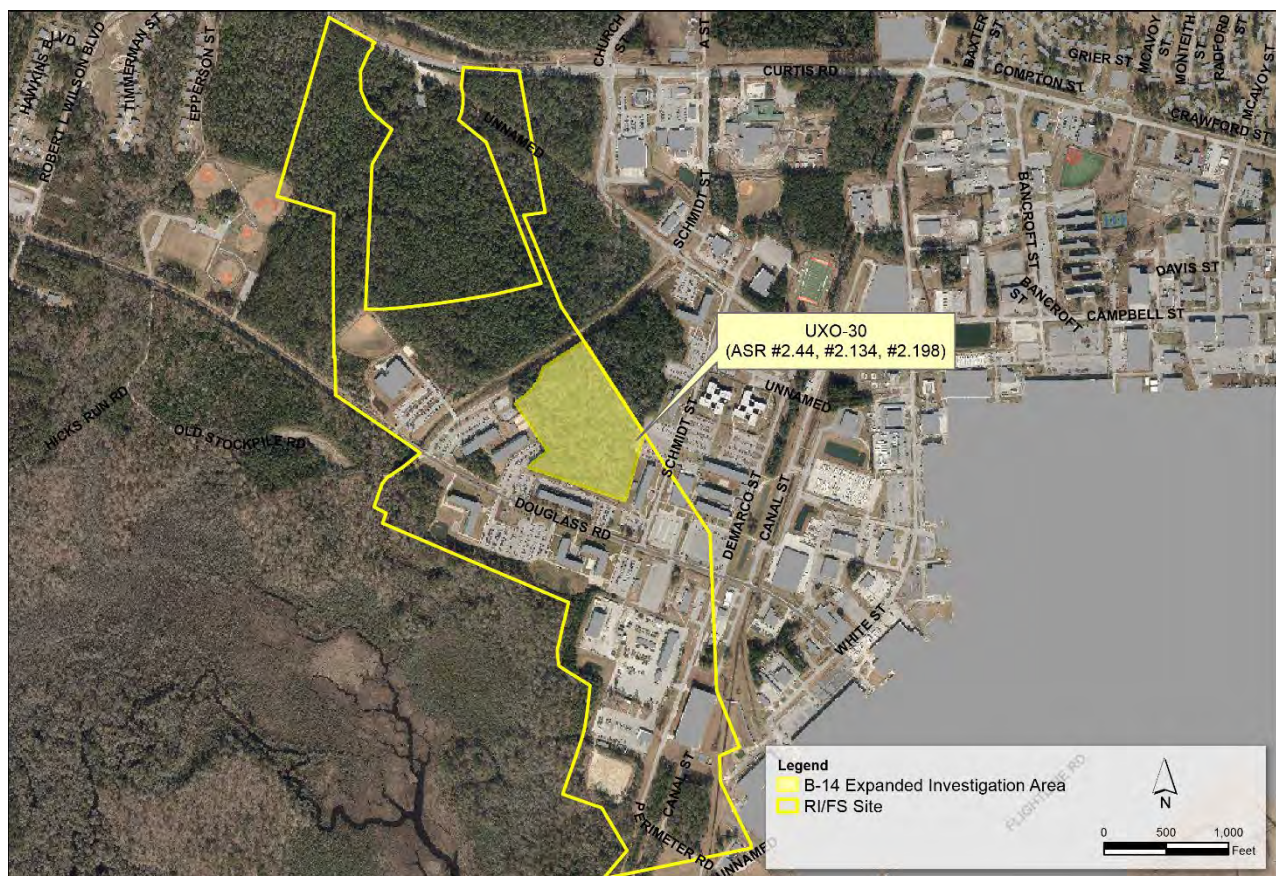 HAWKINS BLVD
ROBERT L WILSON BLVD
TIMMERMAN ST
EPPERSON ST
CHURCH ST
A ST
CURTIS RD
BAXTER ST
COMPTON ST
GRIER ST
MCAVOY ST
MONTEITH ST
RADFORD ST
MCAVOY ST
CRAWFORD ST
UNNAMED
SCHMIDT ST
BANCROFT ST
BANCROFT ST
DAVIS ST
CAMPBELL ST
UXO-30
(ASR #2.44, #2.134, #2.198)
UNNAMED
HICKS RUN RD
OLD STOCKPILE RD
SCHMIDT ST
DOUGLASS RD
DEMARCO ST
CANAL ST
WHITE ST
CANAL ST
PERIMETER RD
UNNAMED
FLIGHTLINE RD
Legend
B-14 Expanded Investigation Area
RI/FS Site
N
0 500 1,000
Feet